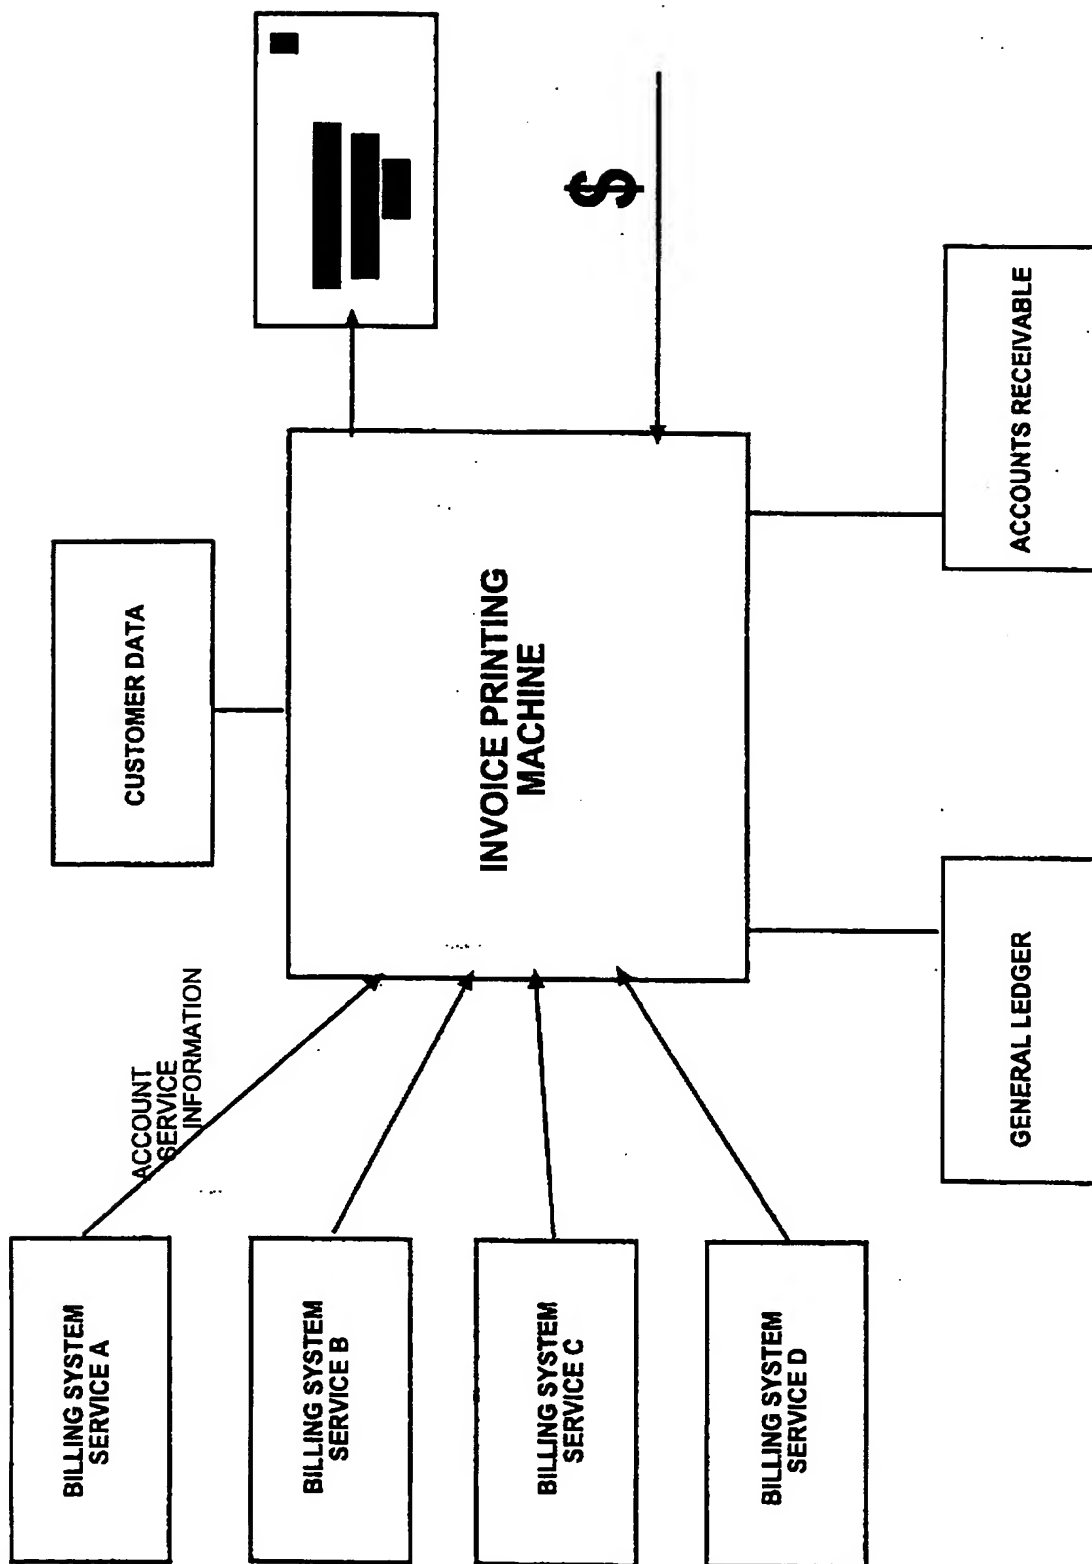 CUSTOMER DATA
ACCOUNT
SERVICE
INFORMATION
BILLING SYSTEM
SERVICE A
BILLING SYSTEM
SERVICE B
BILLING SYSTEM
SERVICE C
BILLING SYSTEM
SERVICE D
INVOICE PRINTING
MACHINE
$
GENERAL LEDGER
ACCOUNTS RECEIVABLE